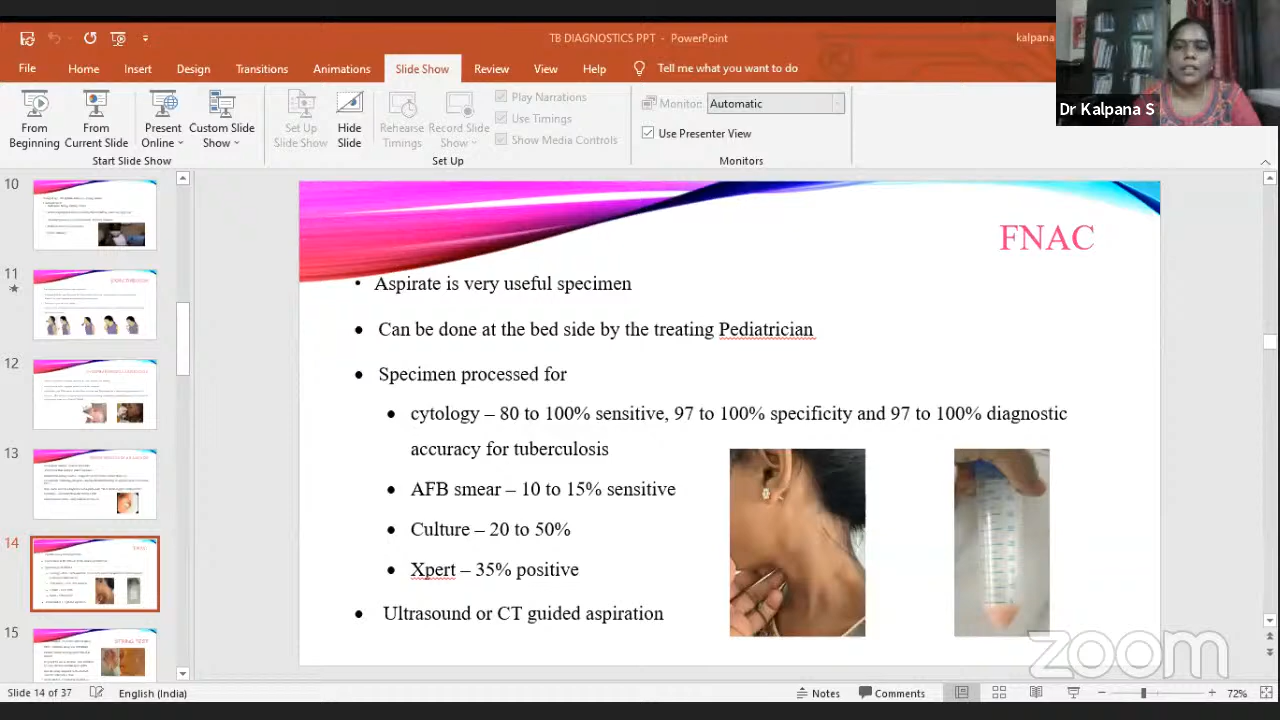 TB DIAGNOSTICS PPT - PowerPoint
kalpana
File Home Insert Design Transitions Animations Slide Show Review View Help Tell me what you want to do
From Beginning
From Current Slide
Present Online
Custom Slide Show
Start Slide Show
Set Up Slide Show
Hide Slide
Rehearse Timings
Record Slide Show
Play Narrations
Use Timings
Show Media Controls
Set Up
Monitor: Automatic
Use Presenter View
Monitors
Dr Kalpana S
10
11
12
13
14
15
FNAC
• Aspirate is very useful specimen
• Can be done at the bed side by the treating Pediatrician
• Specimen processed for
• cytology – 80 to 100% sensitive, 97 to 100% specificity and 97 to 100% diagnostic
accuracy for tuberculosis
• AFB smear – 10 to 15% sensitive
• Culture – 20 to 50%
• Xpert – 35% positive
• Ultrasound or CT guided aspiration
zoom
Slide 14 of 37 English (India) Notes Comments 72%